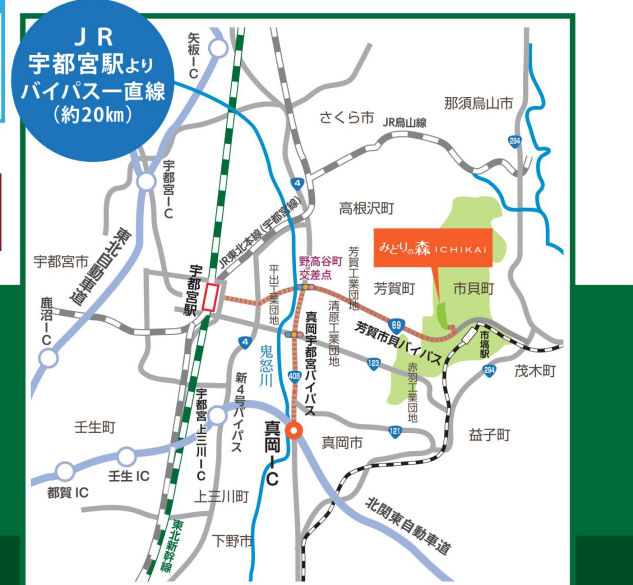 JR
宇都宮駅より
バイパス一直線
(約20㎞)
矢板IC
那須烏山市
さくら市
JR烏山線
294
宇都宮IC
4
高根沢町
東北自動車道
JR東北本線(宇都宮線)
みどりの森 ICHIKAI
野高谷町
交差点
宇都宮市
宇都宮駅
平出工業団地
芳賀工業団地
芳賀町
市貝町
鹿沼IC
清原工業団地
69
芳賀市貝バイパス
市塙駅
4
鬼怒川
真岡宇都宮バイパス
123
赤羽工業団地
294
茂木町
新4号バイパス
408
宇都宮上三川IC
壬生町
真岡IC
121
真岡市
益子町
壬生IC
都賀IC
上三川町
北関東自動車道
東北新幹線
下野市